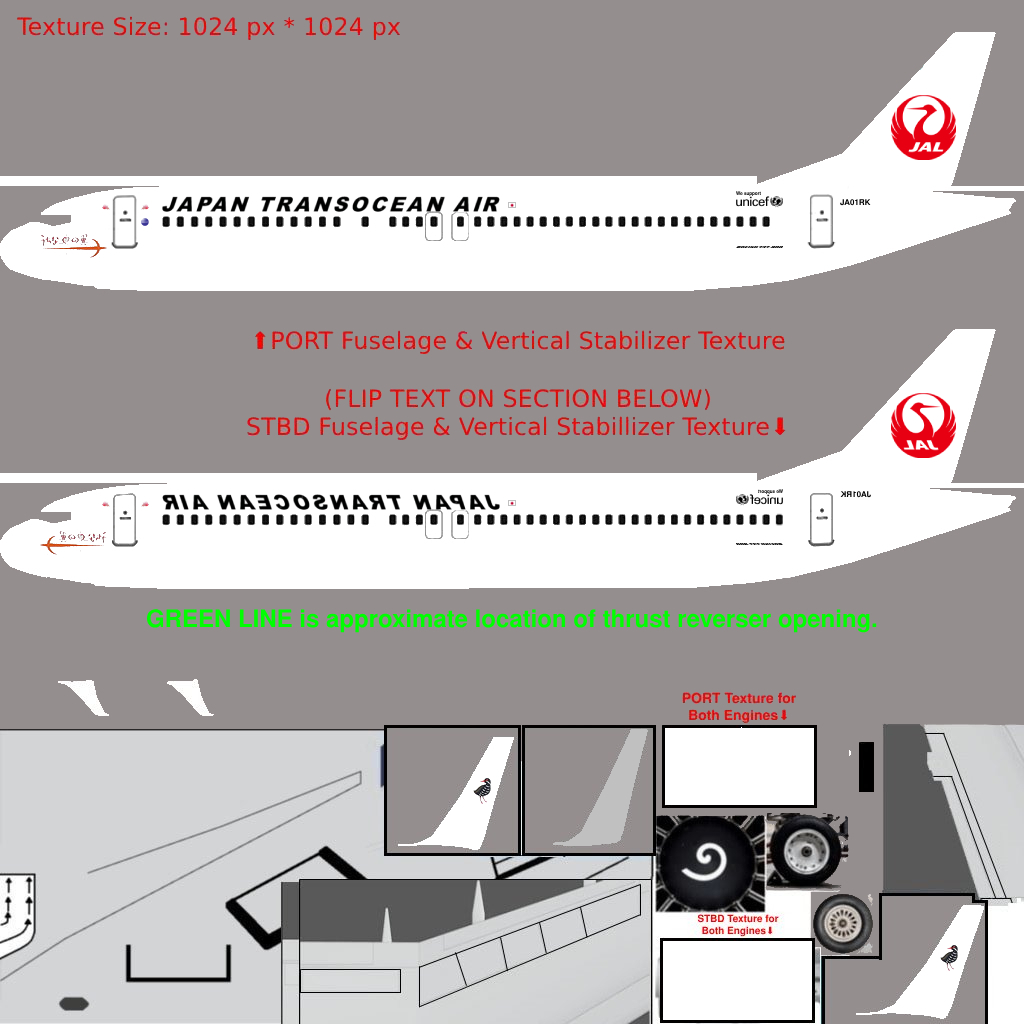 Texture Size: 1024 px * 1024 px
JAL
We support
unicef
JAPAN TRANSOCEAN AIR
JA01RK
⬆PORT Fuselage & Vertical Stabilizer Texture
(FLIP TEXT ON SECTION BELOW)
STBD Fuselage & Vertical Stabillizer Texture⬇
JAL
We support
unicef
JAPAN TRANSOCEAN AIR
JA01RK
GREEN LINE is approximate location of thrust reverser opening.
PORT Texture for
Both Engines⬇
STBD Texture for
Both Engines⬇